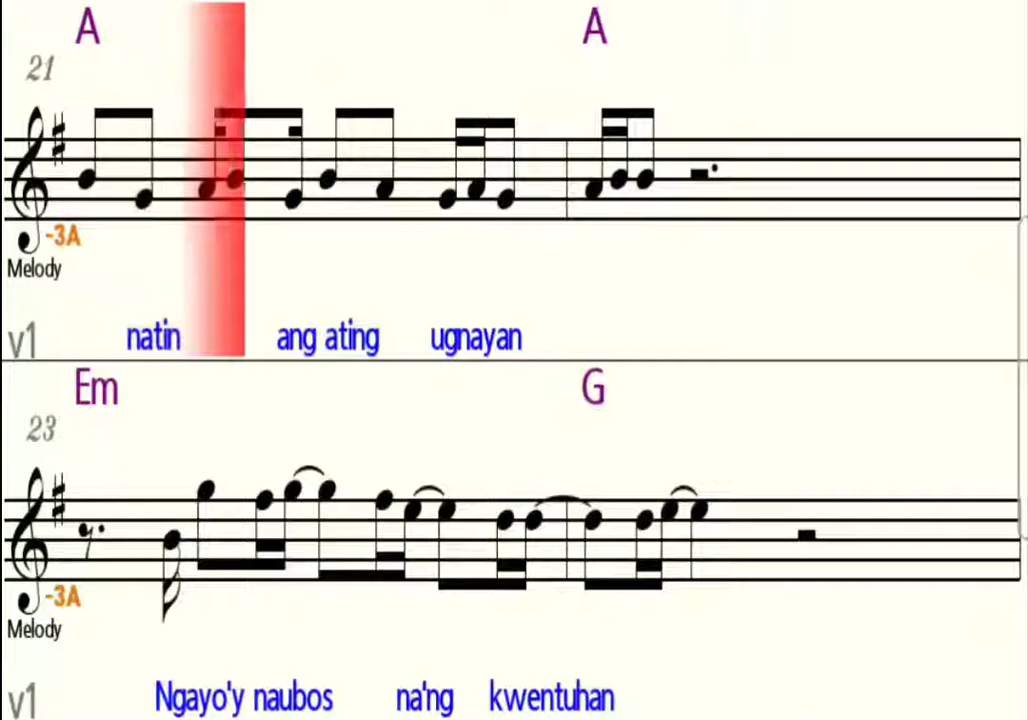 A A
21
-3A
Melody
v1 natin ang ating ugnayan
Em G
23
-3A
Melody
v1 Ngayo'y naubos na'ng kwentuhan